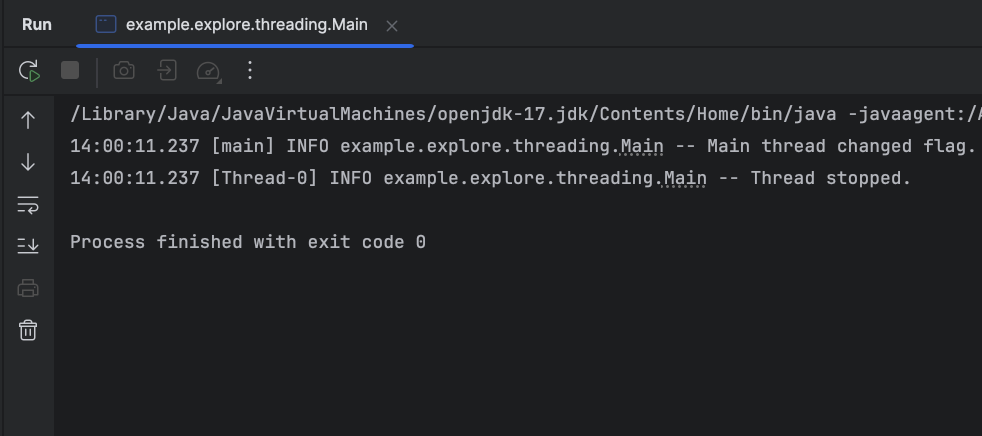 Run example.explore.threading.Main
/Library/Java/JavaVirtualMachines/openjdk-17.jdk/Contents/Home/bin/java -javaagent:/
14:00:11.237 [main] INFO example.explore.threading.Main -- Main thread changed flag.
14:00:11.237 [Thread-0] INFO example.explore.threading.Main -- Thread stopped.
Process finished with exit code 0